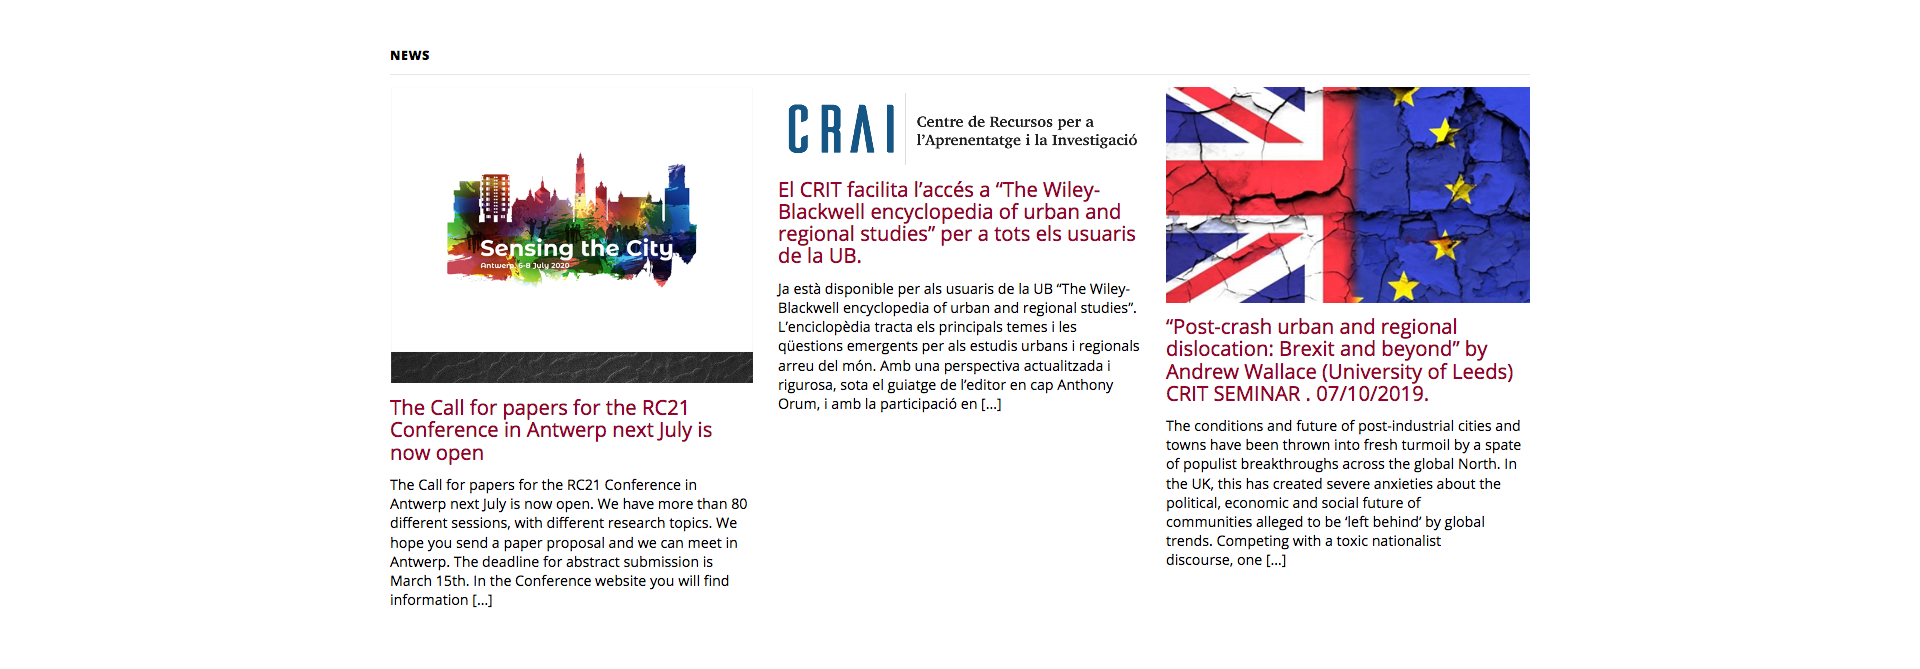 NEWS
Sensing the City
Antwerp, 6-8 July 2020
The Call for papers for the RC21
Conference in Antwerp next July is
now open
The Call for papers for the RC21 Conference in
Antwerp next July is now open. We have more than 80
different sessions, with different research topics. We
hope you send a paper proposal and we can meet in
Antwerp. The deadline for abstract submission is
March 15th. In the Conference website you will find
information [...]
CRAI
Centre de Recursos per a
l’Aprenentatge i la Investigació
El CRIT facilita l’accés a “The Wiley-
Blackwell encyclopedia of urban and
regional studies” per a tots els usuaris
de la UB.
Ja està disponible per als usuaris de la UB “The Wiley-
Blackwell encyclopedia of urban and regional studies”.
L’enciclopèdia tracta els principals temes i les
qüestions emergents per als estudis urbans i regionals
arreu del món. Amb una perspectiva actualitzada i
rigurosa, sota el guiatge de l’editor en cap Anthony
Orum, i amb la participació en [...]
“Post-crash urban and regional
dislocation: Brexit and beyond” by
Andrew Wallace (University of Leeds)
CRIT SEMINAR . 07/10/2019.
The conditions and future of post-industrial cities and
towns have been thrown into fresh turmoil by a spate
of populist breakthroughs across the global North. In
the UK, this has created severe anxieties about the
political, economic and social future of
communities alleged to be ‘left behind’ by global
trends. Competing with a toxic nationalist
discourse, one [...]